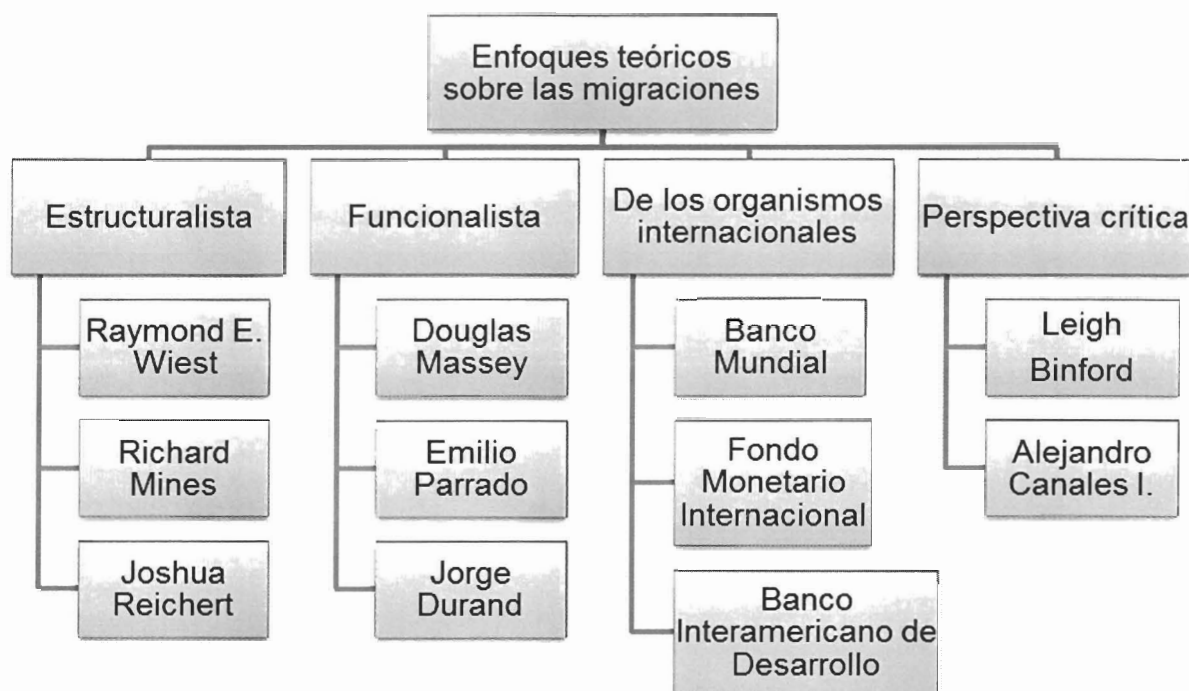 Enfoques teóricos
sobre las migraciones
Estructuralista
Raymond E.
Wiest
Richard
Mines
Joshua
Reichert
Funcionalista
Douglas
Massey
Emilio
Parrado
Jorge
Durand
De los organismos
internacionales
Banco
Mundial
Fondo
Monetario
Internacional
Banco
Interamericano de
Desarrollo
Perspectiva crítica
Leigh
Binford
Alejandro
Canales I.